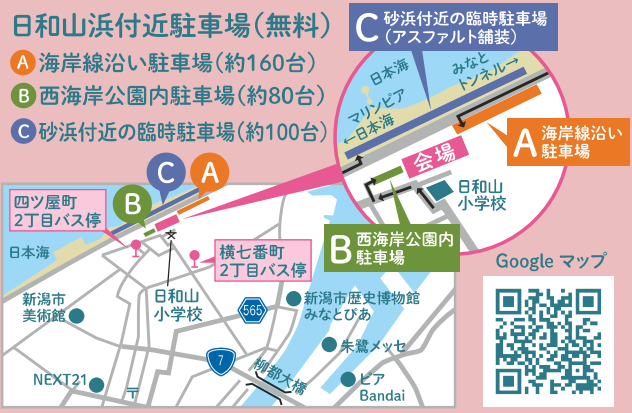 日和山浜付近駐車場(無料)
A 海岸線沿い駐車場(約160台)
B 西海岸公園内駐車場(約80台)
C 砂浜付近の臨時駐車場(約100台)
C 砂浜付近の臨時駐車場
(アスファルト舗装)
日本海
みなと
トンネル→
マリンピア
←日本海
会場
A 海岸線沿い
駐車場
日和山
小学校
B 西海岸公園内
駐車場
C
A
B
四ツ屋町
2丁目バス停
日本海
横七番町
2丁目バス停
日和山
小学校
文
新潟市
美術館
565
新潟市歴史博物館
みなとぴあ
7
朱鷺メッセ
柳都大橋
NEXT21
〒
ピア
Bandai
Google マップ